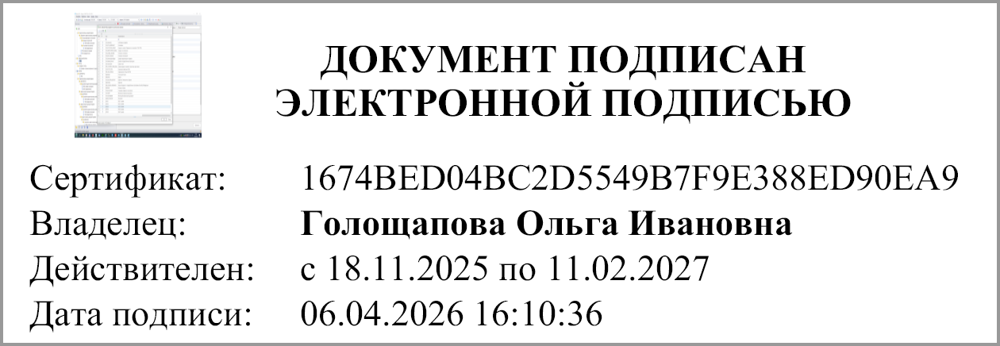 ДОКУМЕНТ ПОДПИСАН
ЭЛЕКТРОННОЙ ПОДПИСЬЮ
Сертификат: 1674BED04BC2D5549B7F9E388ED90EA9
Владелец: Голощапова Ольга Ивановна
Действителен: с 18.11.2025 по 11.02.2027
Дата подписи: 06.04.2026 16:10:36